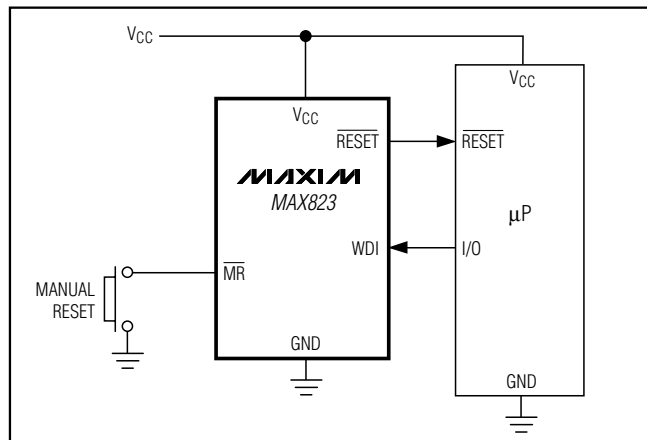 VCC
VCC
VCC
RESET
RESET
MAXIM
MAX823
µP
WDI
I/O
MR
MANUAL
RESET
GND
GND